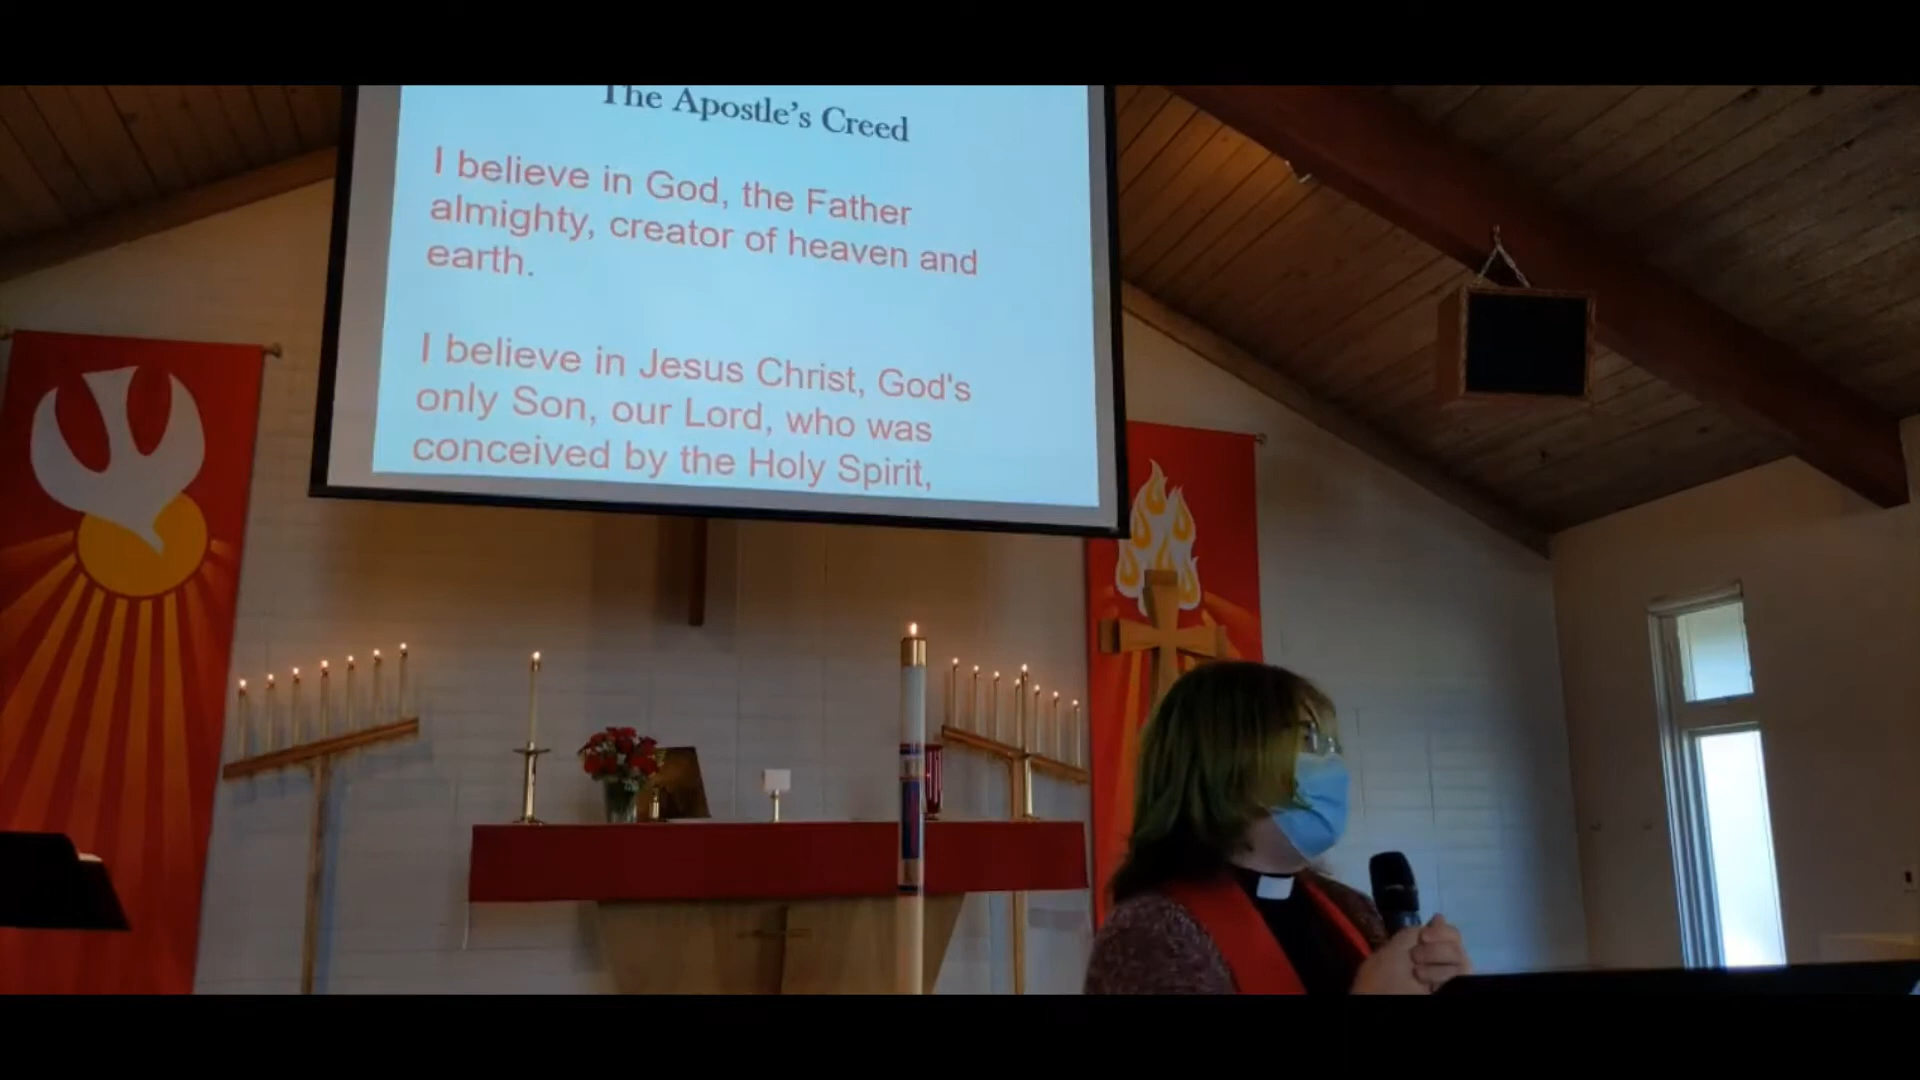 The Apostle's Creed
I believe in God, the Father
almighty, creator of heaven and
earth.
I believe in Jesus Christ, God's
only Son, our Lord, who was
conceived by the Holy Spirit,